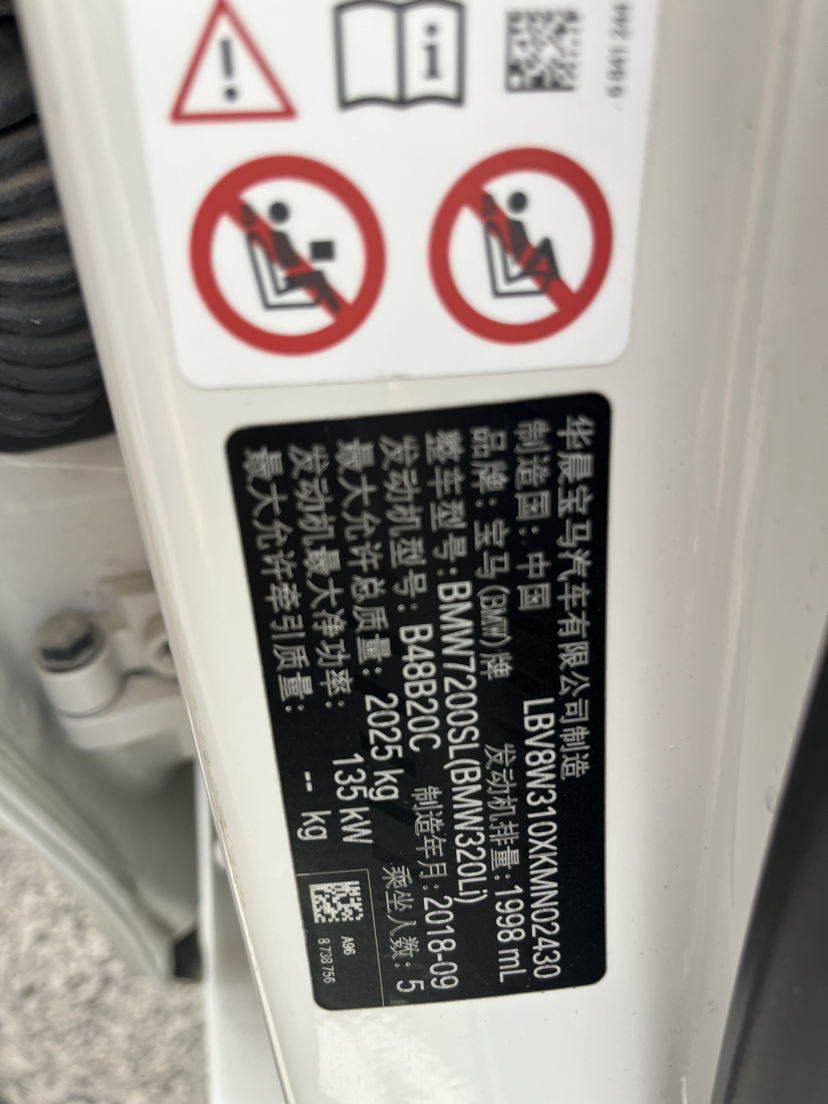 华晨宝马汽车有限公司制造
制造国：中国 LBV8W310XKMN02430
品牌：宝马(BMW)牌 发动机排量：1998 mL
整车型号：BMW7200SL(BMW320Li)
发动机型号：B48B20C 制造年月：2018-09
最大允许总质量：2025 kg 乘坐人数：5
发动机最大净功率：135 kW
最大允许牵引质量：-- kg
A96
8 738 756